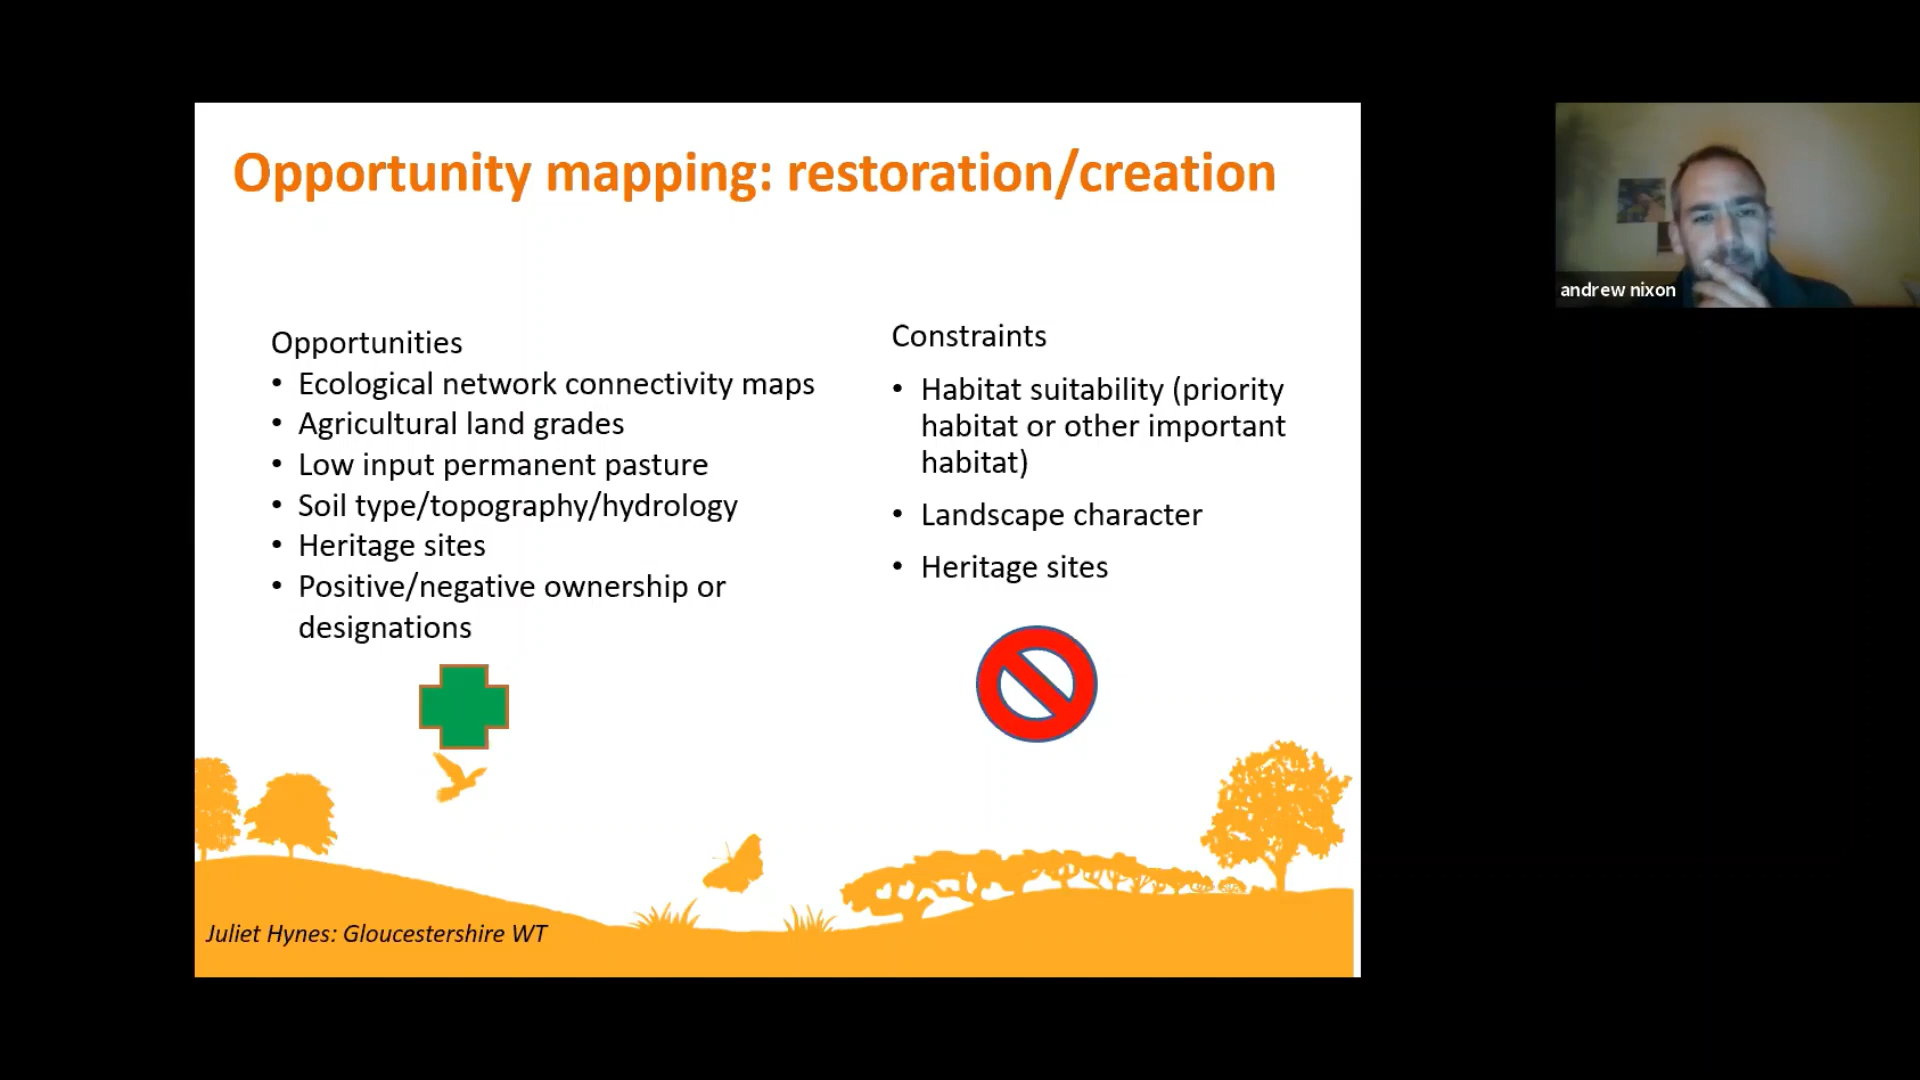 Opportunity mapping: restoration/creation
Opportunities
• Ecological network connectivity maps
• Agricultural land grades
• Low input permanent pasture
• Soil type/topography/hydrology
• Heritage sites
• Positive/negative ownership or
designations
Constraints
• Habitat suitability (priority
habitat or other important
habitat)
• Landscape character
• Heritage sites
Juliet Hynes: Gloucestershire WT
andrew nixon